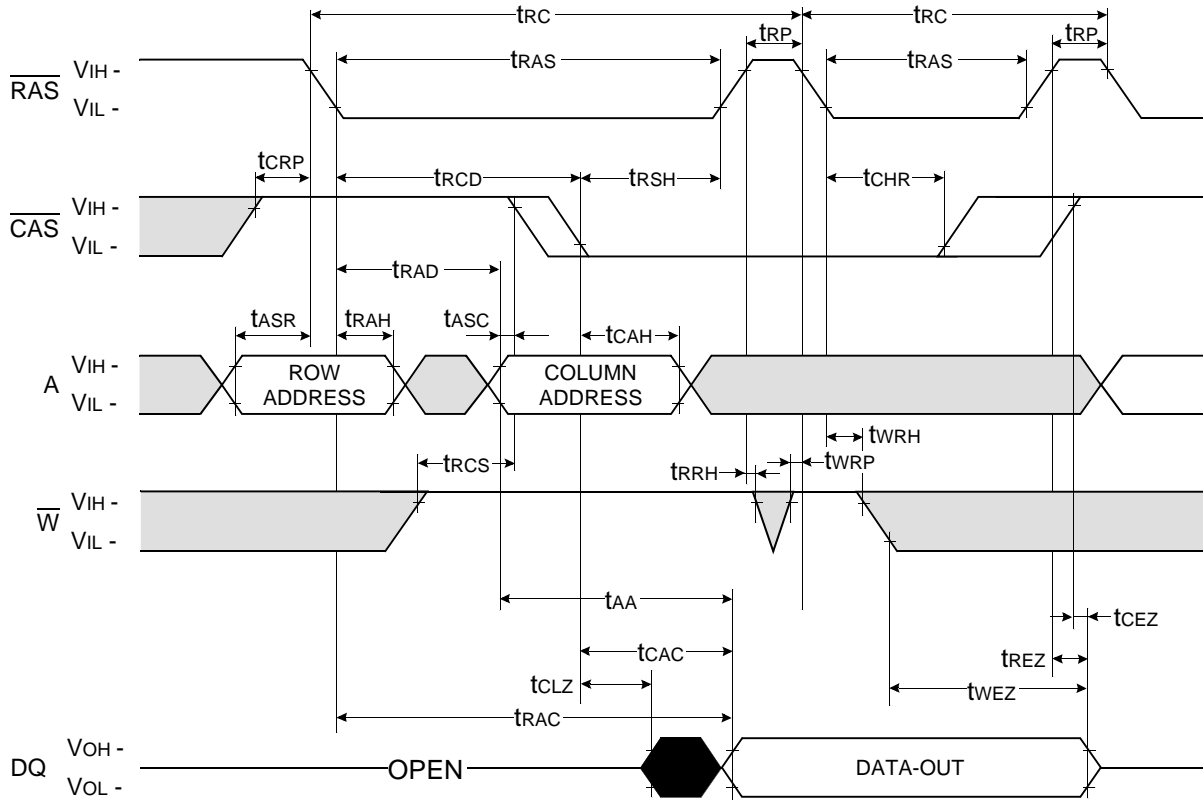 tRC tRC
tRP tRP
tRAS tRAS
RAS VIH -
VIL -
tCRP tRCD tRSH tCHR
CAS VIH -
VIL -
tRAD
tASR tRAH tASC tCAH
A VIH -
VIL -
ROW ADDRESS
COLUMN ADDRESS
tWRH
tRCS tRRH tWRP
W VIH -
VIL -
tAA
tCEZ
tCAC tREZ
tCLZ tWEZ
tRAC
DQ VOH -
VOL -
OPEN DATA-OUT